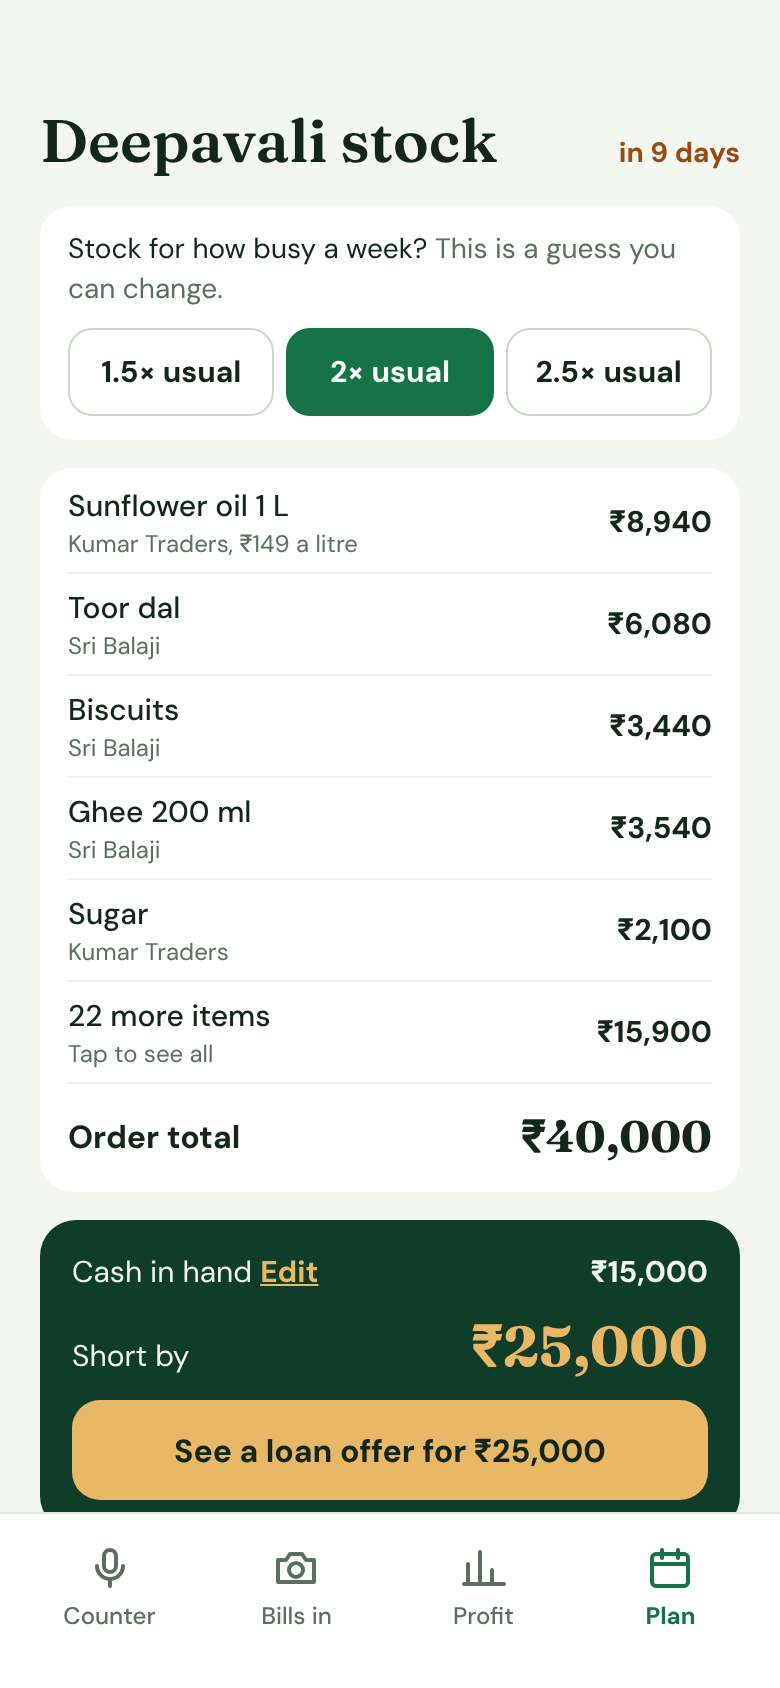 Deepavali stock
in 9 days
Stock for how busy a week? This is a guess you
can change.
1.5× usual
2× usual
2.5× usual
Sunflower oil 1 L
Kumar Traders, ₹149 a litre
₹8,940
Toor dal
Sri Balaji
₹6,080
Biscuits
Sri Balaji
₹3,440
Ghee 200 ml
Sri Balaji
₹3,540
Sugar
Kumar Traders
₹2,100
22 more items
Tap to see all
₹15,900
Order total
₹40,000
Cash in hand Edit
₹15,000
Short by
₹25,000
See a loan offer for ₹25,000
Counter
Bills in
Profit
Plan